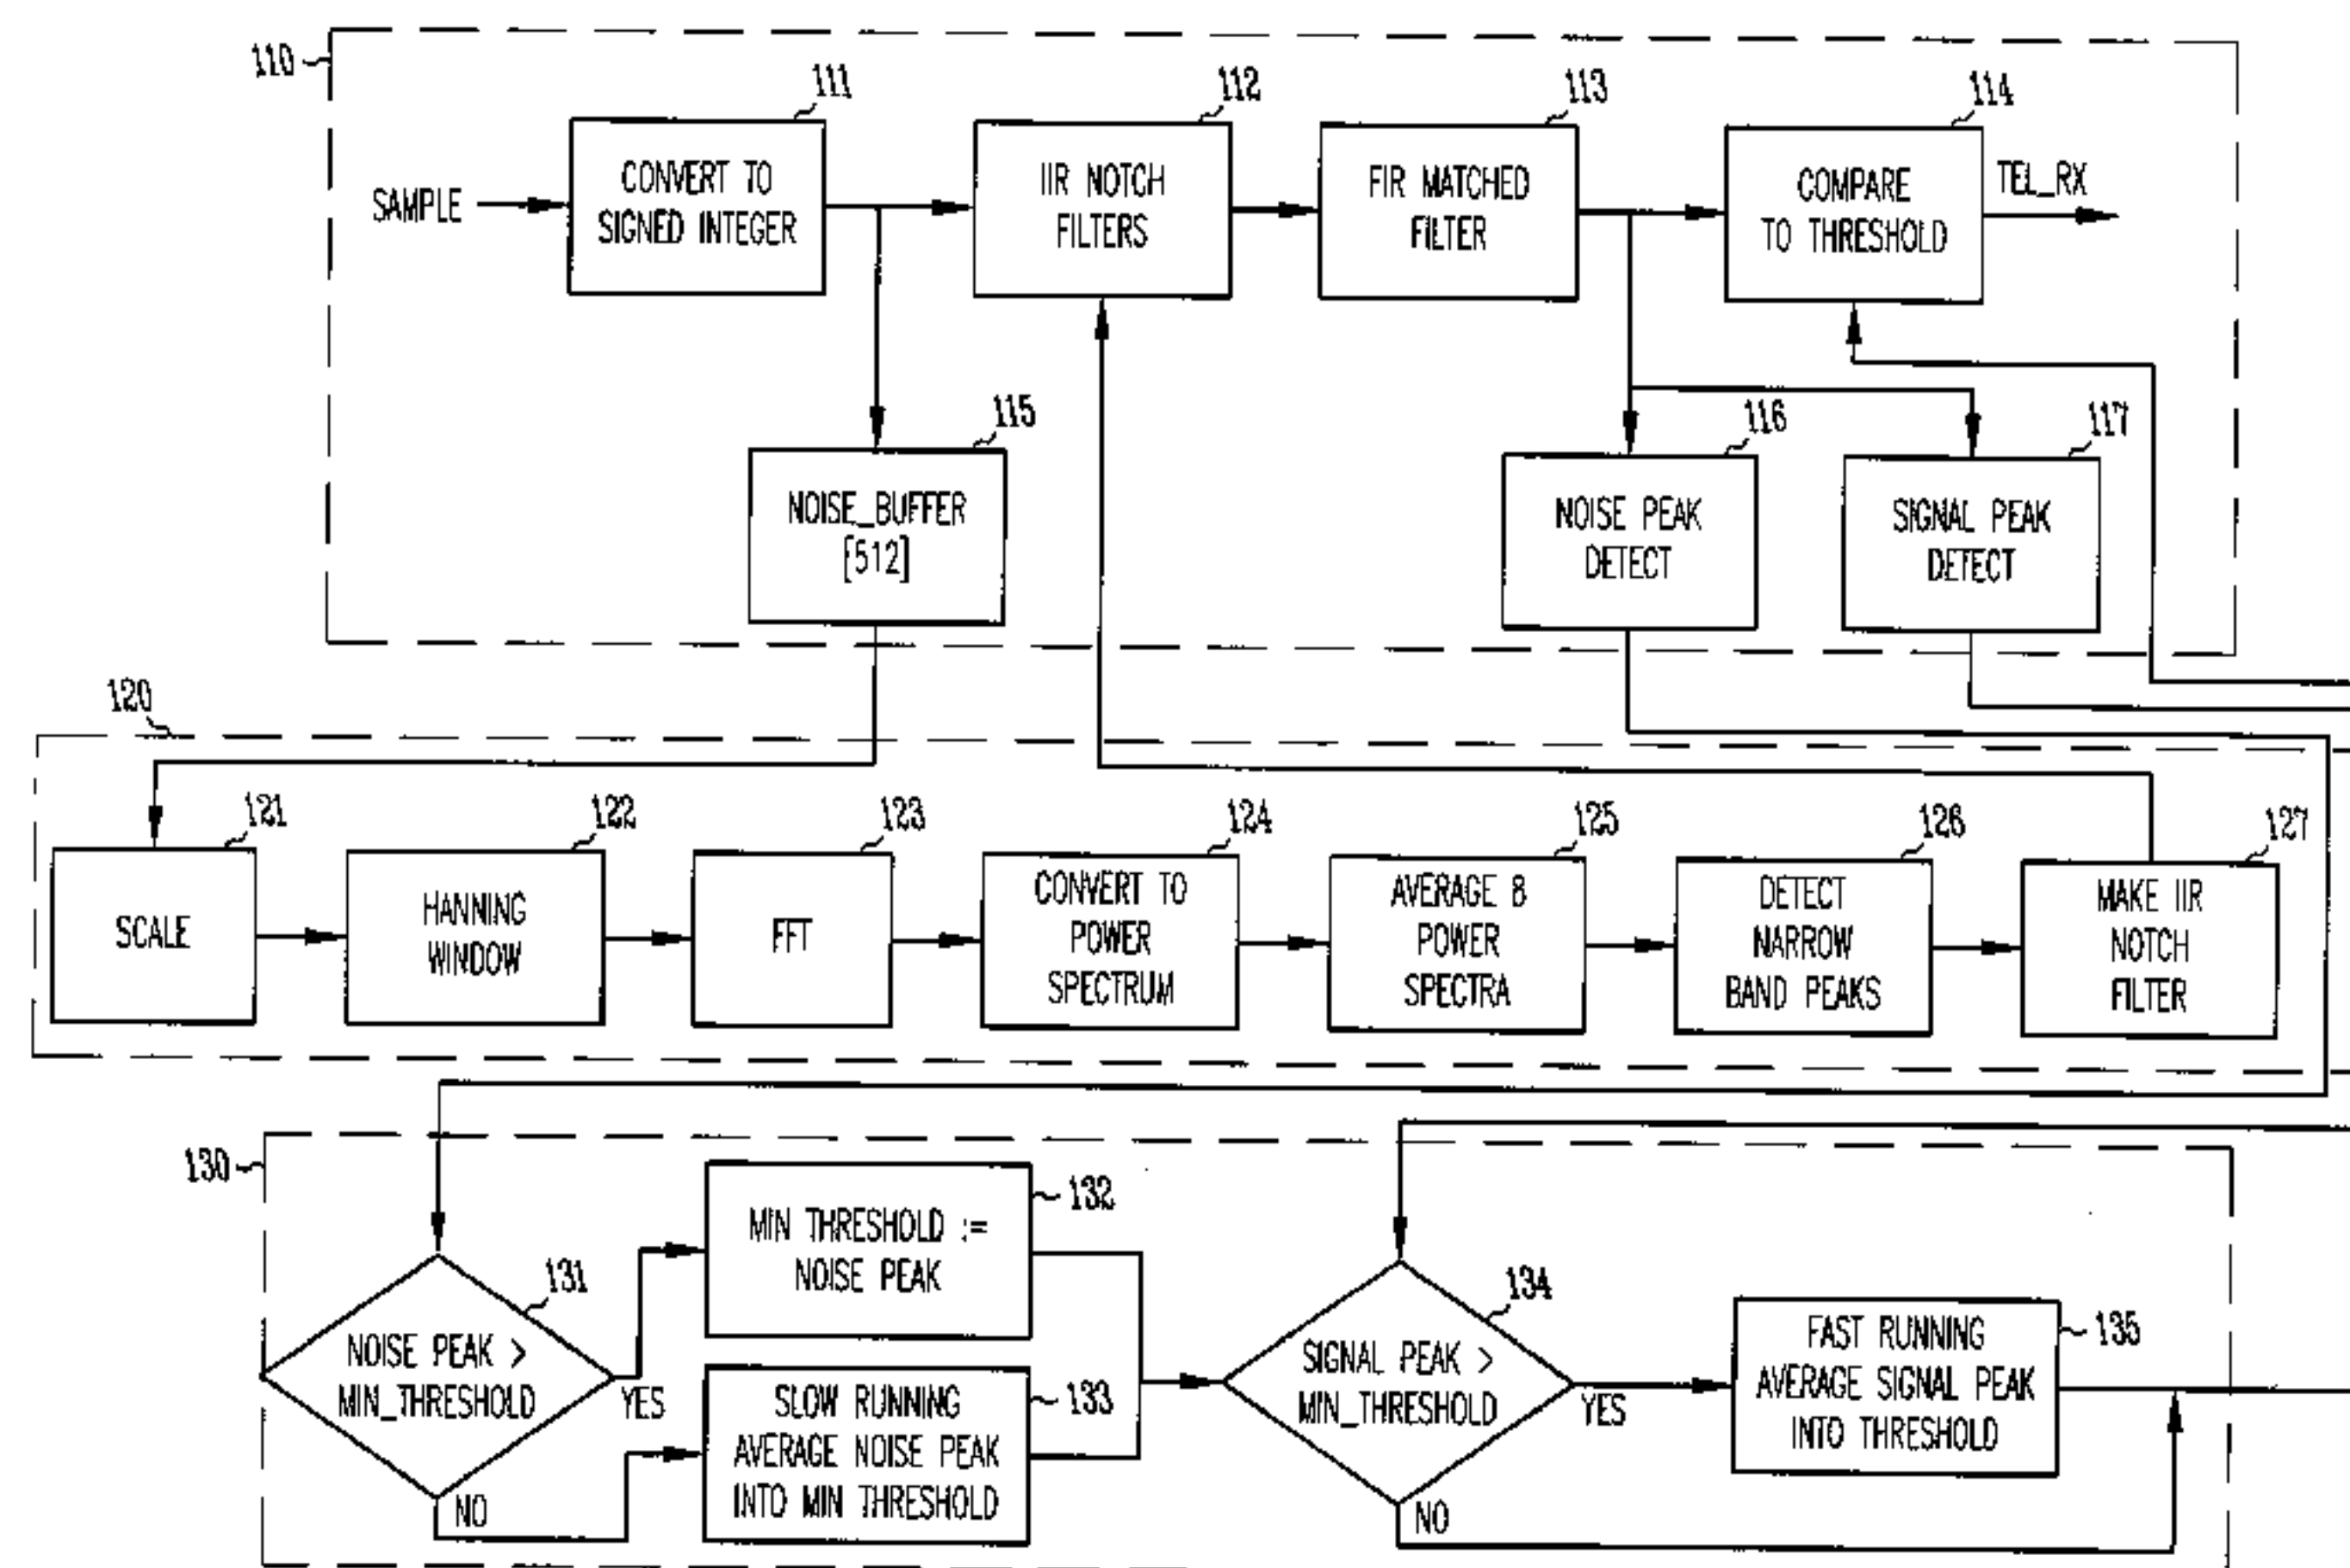 110
111
112
113
114
SAMPLE
CONVERT TO
SIGNED INTEGER
IIR NOTCH
FILTERS
FIR MATCHED
FILTER
COMPARE
TO THRESHOLD
TEL_RX
115
NOISE_BUFFER
[512]
116
NOISE PEAK
DETECT
117
SIGNAL PEAK
DETECT
120
121
SCALE
122
HANNING
WINDOW
123
FFT
124
CONVERT TO
POWER
SPECTRUM
125
AVERAGE 8
POWER
SPECTRA
126
DETECT
NARROW
BAND PEAKS
127
MAKE IIR
NOTCH
FILTER
130
131
NOISE PEAK >
MIN_THRESHOLD
YES
NO
132
MIN THRESHOLD :=
NOISE PEAK
133
SLOW RUNNING
AVERAGE NOISE PEAK
INTO MIN THRESHOLD
134
SIGNAL PEAK >
MIN_THRESHOLD
YES
NO
135
FAST RUNNING
AVERAGE SIGNAL PEAK
INTO THRESHOLD